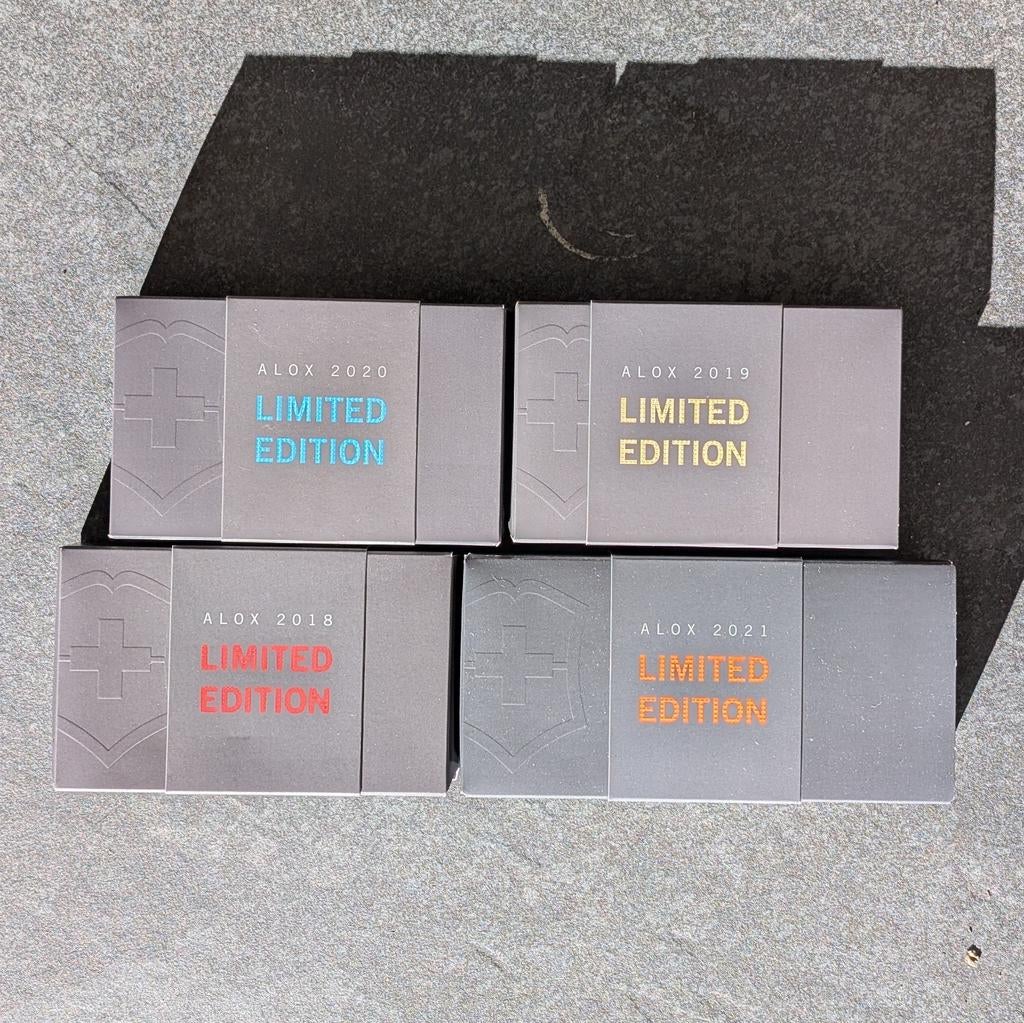 ALOX 2020
LIMITED
EDITION
ALOX 2019
LIMITED
EDITION
ALOX 2018
LIMITED
EDITION
ALOX 2021
LIMITED
EDITION